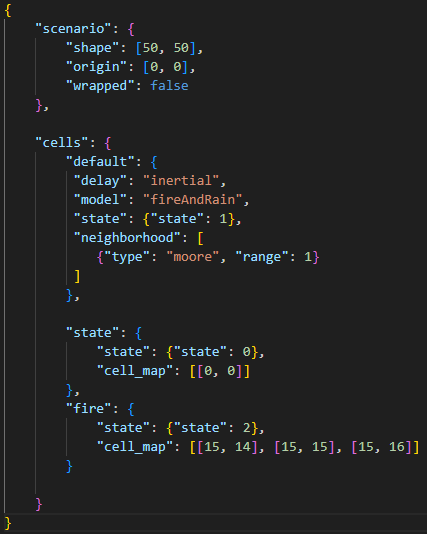 {
    "scenario": {
        "shape": [50, 50],
        "origin": [0, 0],
        "wrapped": false
    },

    "cells": {
        "default": {
         "delay": "inertial",
         "model": "fireAndRain",
         "state": {"state": 1},
         "neighborhood": [
            {"type": "moore", "range": 1}
         ]
        },

        "state": {
            "state": {"state": 0},
            "cell_map": [[0, 0]]
        },
        "fire": {
            "state": {"state": 2},
            "cell_map": [[15, 14], [15, 15], [15, 16]]
        }

    }
}